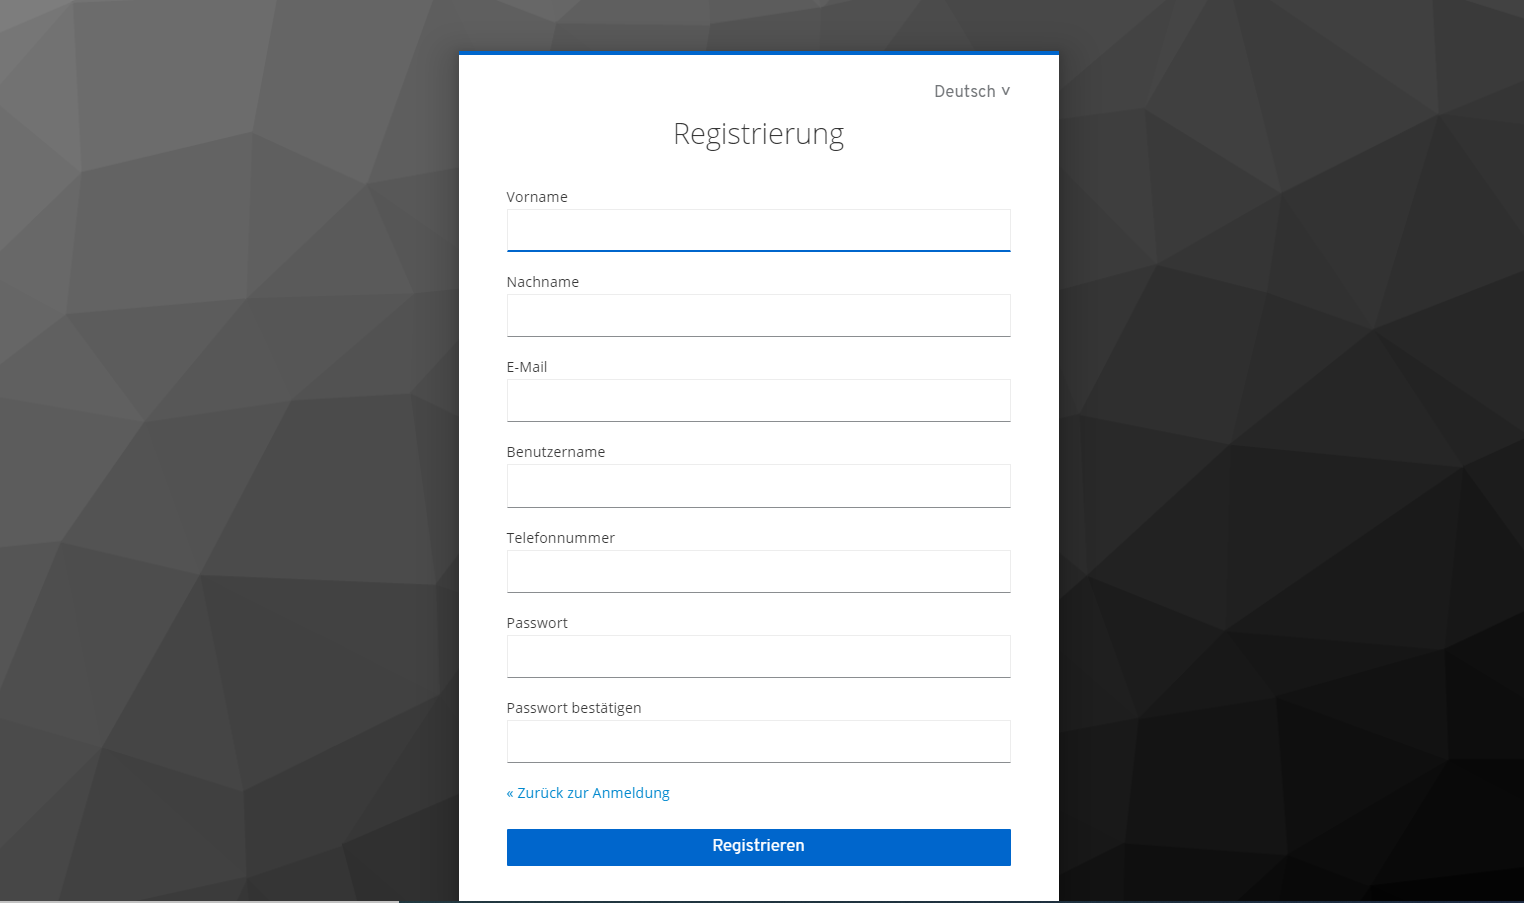 Deutsch
Registrierung
Vorname
Nachname
E-Mail
Benutzername
Telefonnummer
Passwort
Passwort bestätigen
« Zurück zur Anmeldung
Registrieren